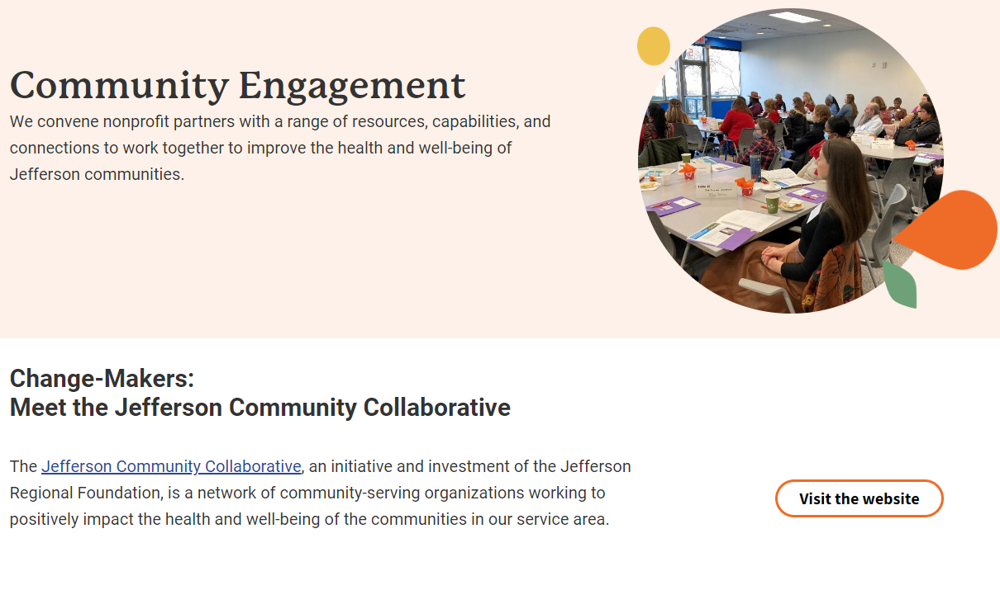 Community Engagement
We convene nonprofit partners with a range of resources, capabilities, and
connections to work together to improve the health and well-being of
Jefferson communities.
Change-Makers:
Meet the Jefferson Community Collaborative
The Jefferson Community Collaborative, an initiative and investment of the Jefferson
Regional Foundation, is a network of community-serving organizations working to
positively impact the health and well-being of the communities in our service area.
Visit the website